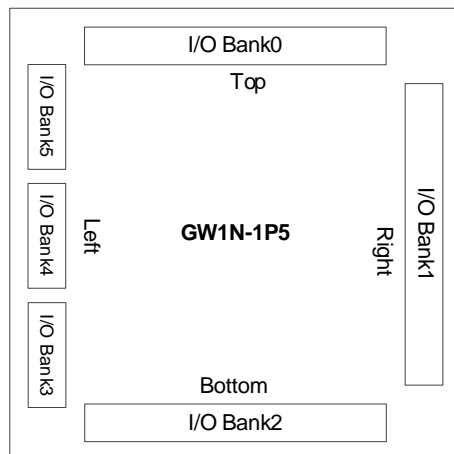 I/O Bank0
Top
I/O Bank5
I/O Bank4
I/O Bank3
Left
GW1N-1P5
Right
I/O Bank1
Bottom
I/O Bank2